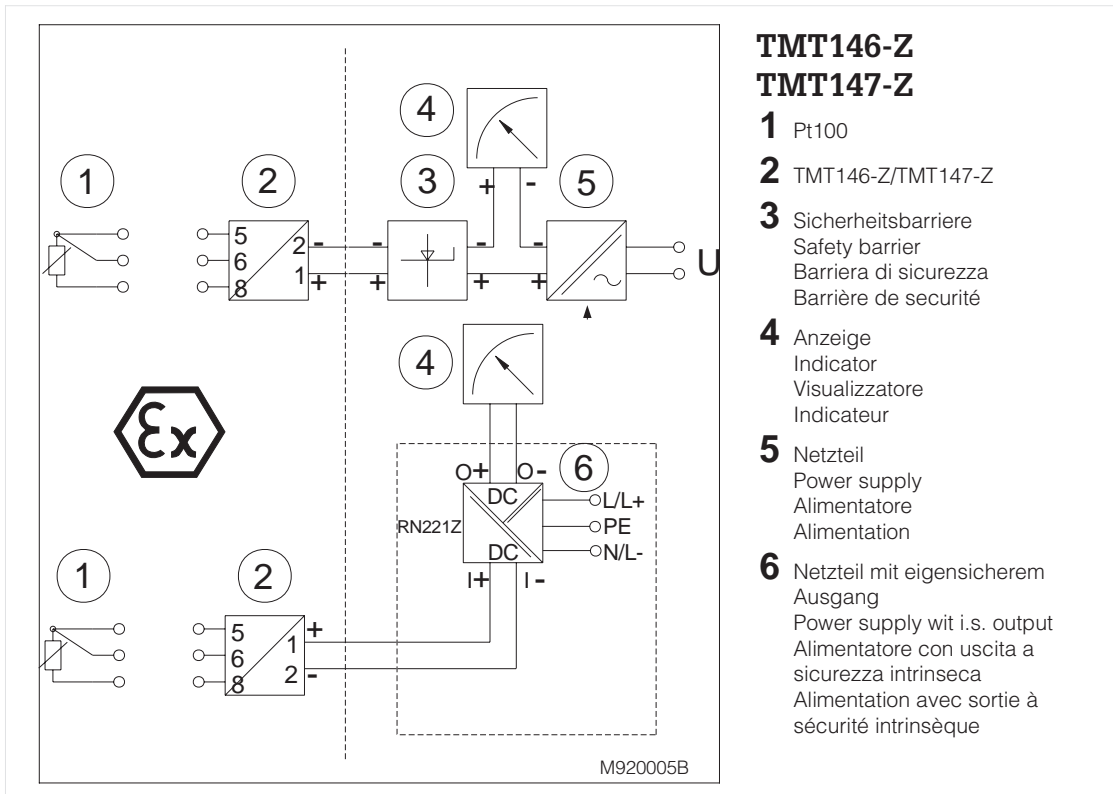 4
1
2
3
5
5
6
8
2
1
-
+
-
+
-
+
+
-
-
+
U
4
Ex
O+
O-
6
DC
L/L+
RN221Z
PE
DC
N/L-
I+
I-
1
2
5
6
8
1
2
+
-
M920005B
TMT146-Z
TMT147-Z
1 Pt100
2 TMT146-Z/TMT147-Z
3 Sicherheitsbarriere
Safety barrier
Barriera di sicurezza
Barrière de securité
4 Anzeige
Indicator
Visualizzatore
Indicateur
5 Netzteil
Power supply
Alimentatore
Alimentation
6 Netzteil mit eigensicherem
Ausgang
Power supply wit i.s. output
Alimentatore con uscita a
sicurezza intrinseca
Alimentation avec sortie à
sécurité intrinsèque